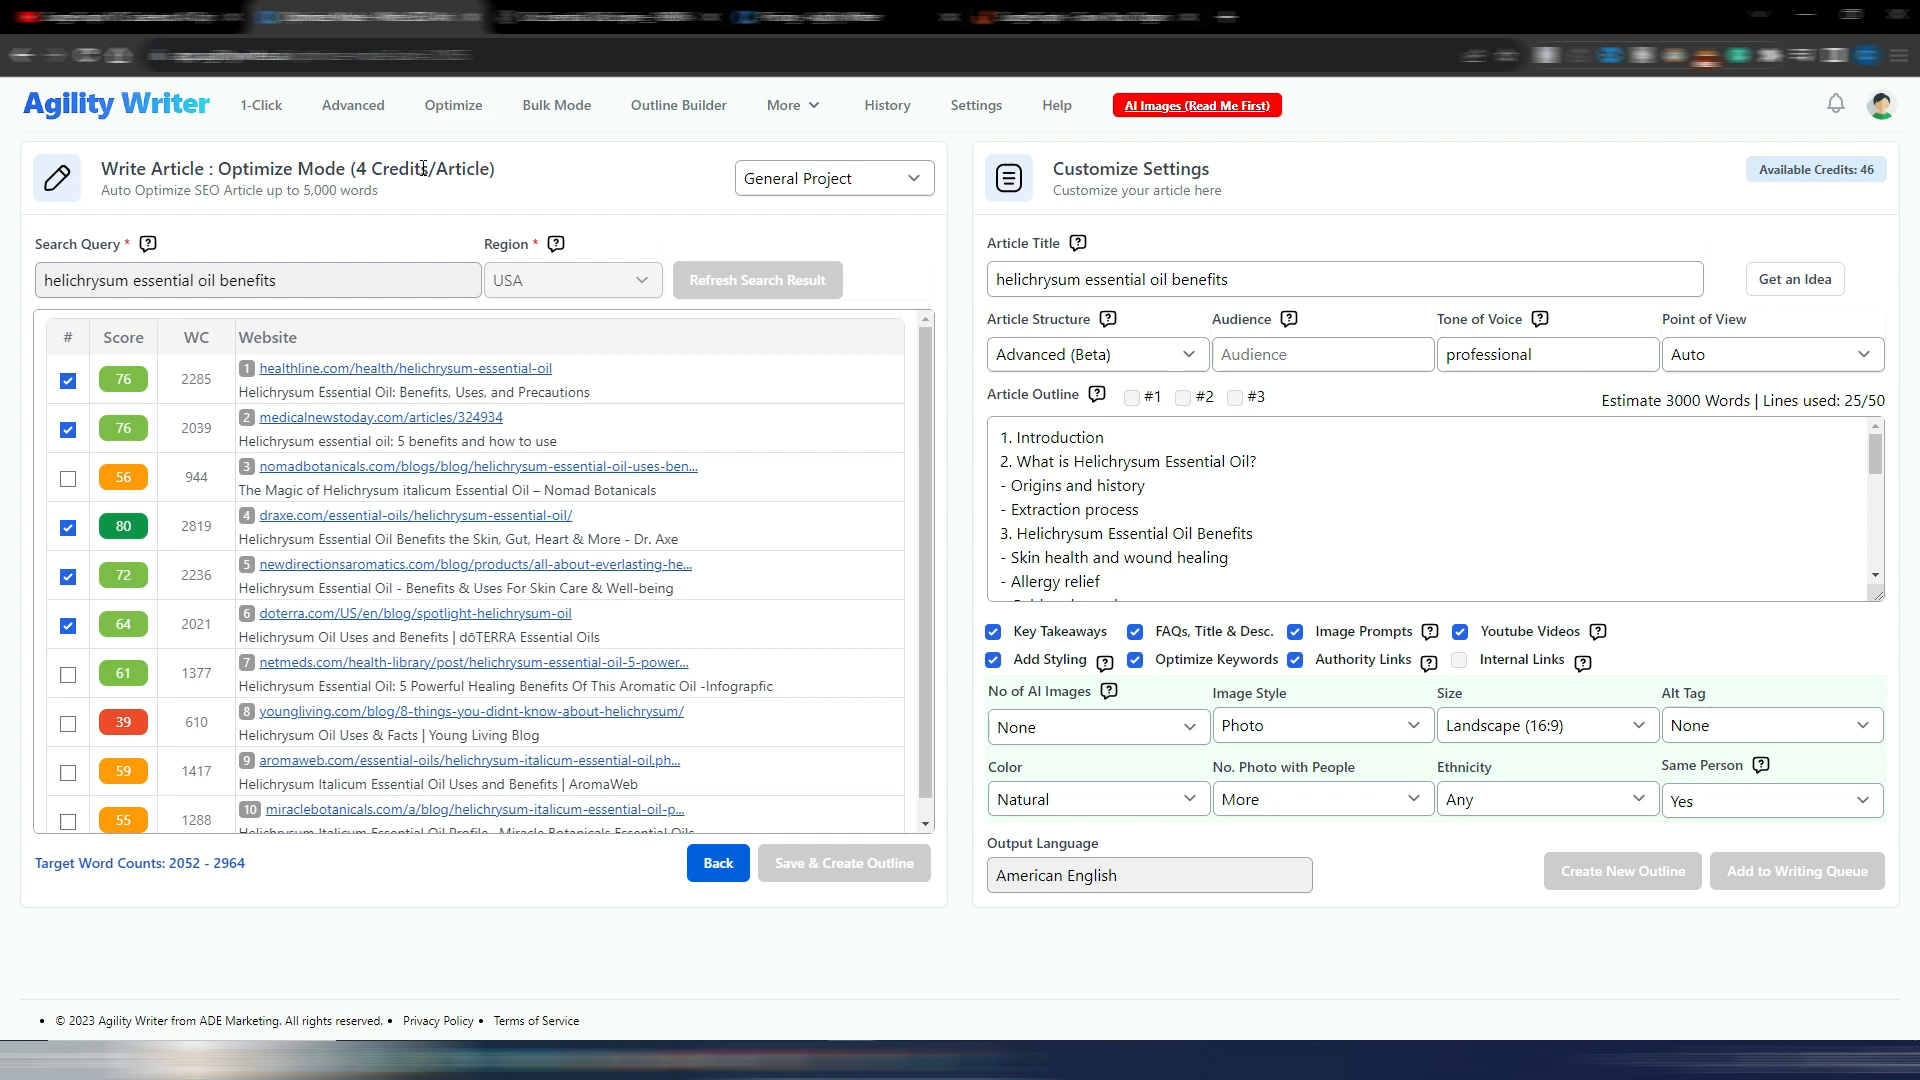 Agility Writer
1-Click
Advanced
Optimize
Bulk Mode
Outline Builder
More
History
Settings
Help
AI Images (Read Me First)
Write Article : Optimize Mode (4 Credits/Article)
Auto Optimize SEO Article up to 5,000 words
General Project
Search Query *
Region *
helichrysum essential oil benefits
USA
Refresh Search Result
# Score WC Website
76 2285 1 healthline.com/health/helichrysum-essential-oil
Helichrysum Essential Oil: Benefits, Uses, and Precautions
76 2039 2 medicalnewstoday.com/articles/324934
Helichrysum essential oil: 5 benefits and how to use
56 944 3 nomadbotanicals.com/blogs/blog/helichrysum-essential-oil-uses-ben...
The Magic of Helichrysum italicum Essential Oil – Nomad Botanicals
80 2819 4 draxe.com/essential-oils/helichrysum-essential-oil/
Helichrysum Essential Oil Benefits the Skin, Gut, Heart & More - Dr. Axe
72 2236 5 newdirectionsaromatics.com/blog/products/all-about-everlasting-he...
Helichrysum Essential Oil - Benefits & Uses For Skin Care & Well-being
64 2021 6 doterra.com/US/en/blog/spotlight-helichrysum-oil
Helichrysum Oil Uses and Benefits | dōTERRA Essential Oils
61 1377 7 netmeds.com/health-library/post/helichrysum-essential-oil-5-power...
Helichrysum Essential Oil: 5 Powerful Healing Benefits Of This Aromatic Oil -Infograpfic
39 610 8 youngliving.com/blog/8-things-you-didnt-know-about-helichrysum/
Helichrysum Oil Uses & Facts | Young Living Blog
59 1417 9 aromaweb.com/essential-oils/helichrysum-italicum-essential-oil.ph...
Helichrysum Italicum Essential Oil Uses and Benefits | AromaWeb
55 1288 10 miraclebotanicals.com/a/blog/helichrysum-italicum-essential-oil-p...
Helichrysum Italicum Essential Oil Profile - Miracle Botanicals Essential Oils
Target Word Counts: 2052 - 2964
Back
Save & Create Outline
Customize Settings
Customize your article here
Available Credits: 46
Article Title
helichrysum essential oil benefits
Get an Idea
Article Structure
Audience
Tone of Voice
Point of View
Advanced (Beta)
Audience
professional
Auto
Article Outline
#1 #2 #3
Estimate 3000 Words | Lines used: 25/50
1. Introduction
2. What is Helichrysum Essential Oil?
- Origins and history
- Extraction process
3. Helichrysum Essential Oil Benefits
- Skin health and wound healing
- Allergy relief
Key Takeaways
FAQs, Title & Desc.
Image Prompts
Youtube Videos
Add Styling
Optimize Keywords
Authority Links
Internal Links
No of AI Images
Image Style
Size
Alt Tag
None
Photo
Landscape (16:9)
None
Color
No. Photo with People
Ethnicity
Same Person
Natural
More
Any
Yes
Output Language
American English
Create New Outline
Add to Writing Queue
• © 2023 Agility Writer from ADE Marketing. All rights reserved. • Privacy Policy • Terms of Service